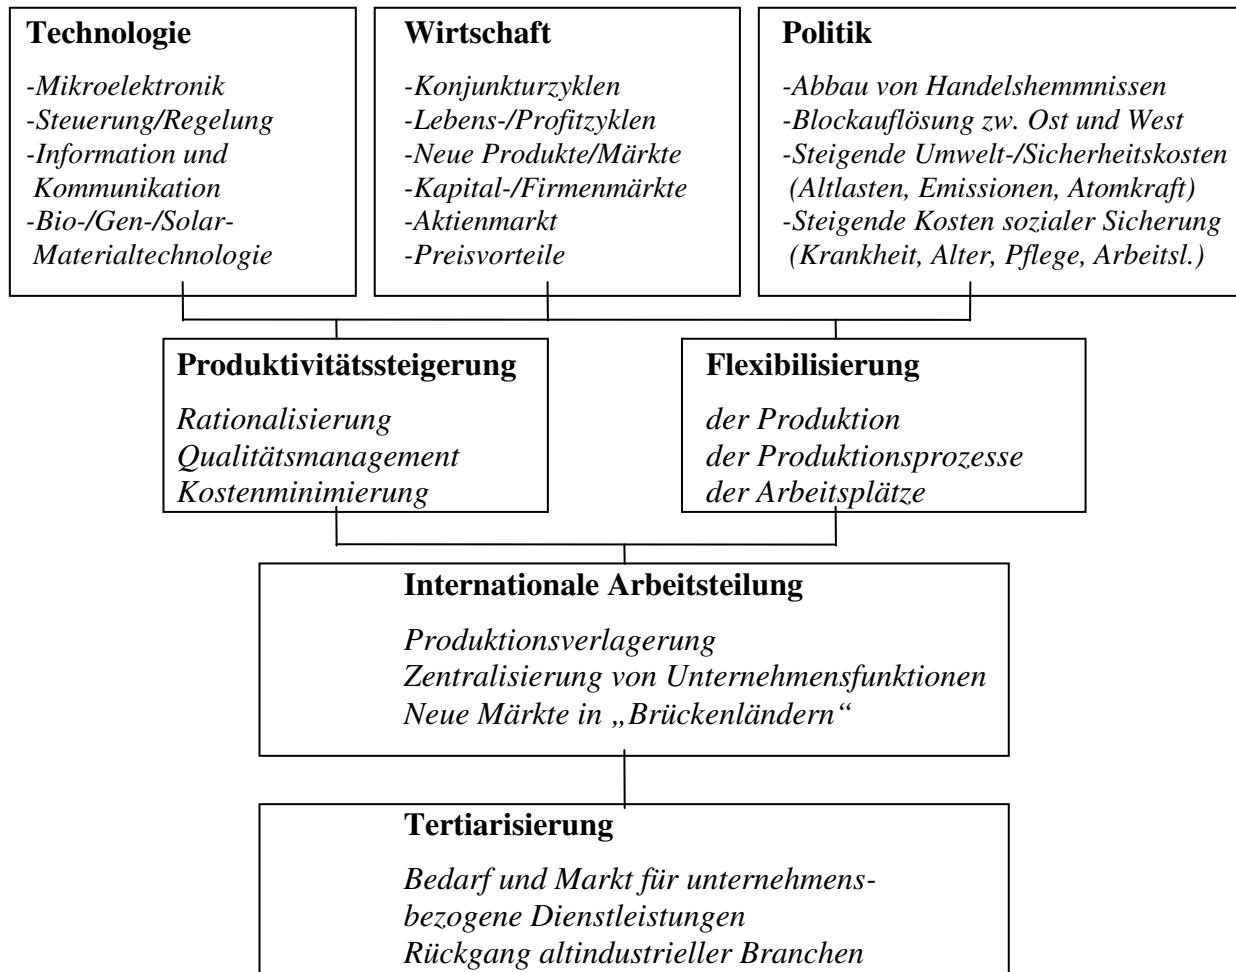 Technologie
-Mikroelektronik
-Steuerung/Regelung
-Information und
Kommunikation
-Bio-/Gen-/Solar-
Materialtechnologie
Wirtschaft
-Konjunkturzyklen
-Lebens-/Profitzyklen
-Neue Produkte/Märkte
-Kapital-/Firmenmärkte
-Aktienmarkt
-Preisvorteile
Politik
-Abbau von Handelshemmnissen
-Blockauflösung zw. Ost und West
-Steigende Umwelt-/Sicherheitskosten
(Altlasten, Emissionen, Atomkraft)
-Steigende Kosten sozialer Sicherung
(Krankheit, Alter, Pflege, Arbeitsl.)
Produktivitätssteigerung
Rationalisierung
Qualitätsmanagement
Kostenminimierung
Flexibilisierung
der Produktion
der Produktionsprozesse
der Arbeitsplätze
Internationale Arbeitsteilung
Produktionsverlagerung
Zentralisierung von Unternehmensfunktionen
Neue Märkte in „Brückenländern“
Tertiarisierung
Bedarf und Markt für unternehmens-
bezogene Dienstleistungen
Rückgang altindustrieller Branchen